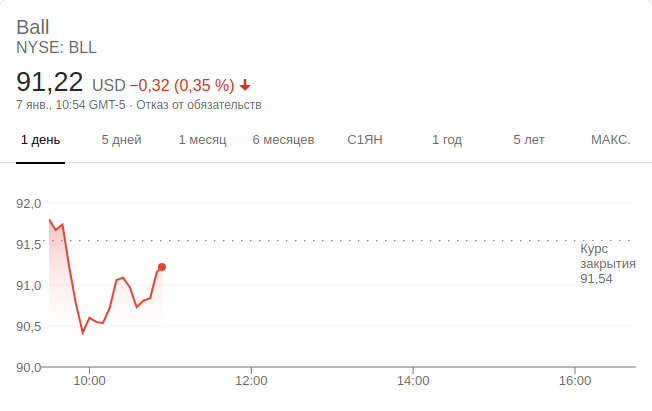 Ball
NYSE: BLL
91,22 USD −0,32 (0,35 %)
7 янв., 10:54 GMT-5 · Отказ от обязательств
1 день 5 дней 1 месяц 6 месяцев С1ЯН 1 год 5 лет МАКС.
92,0
91,5
Курс
закрытия
91,54
91,0
90,5
90,0
10:00 12:00 14:00 16:00